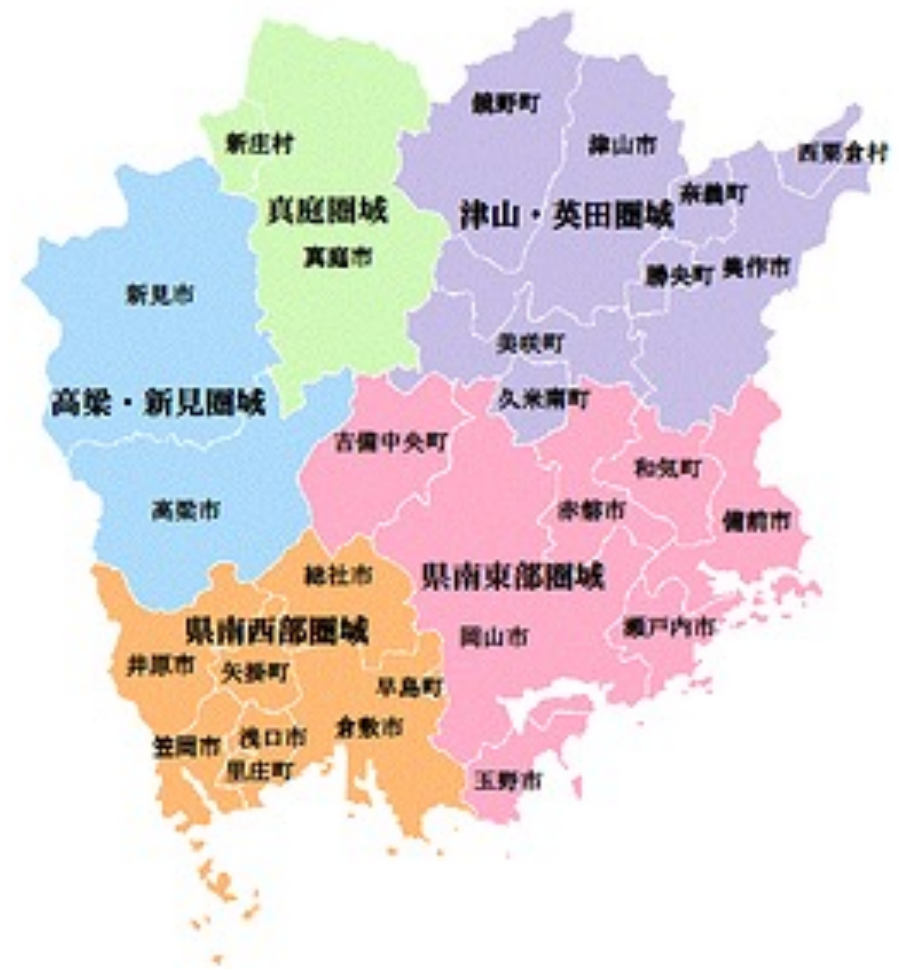 鏡野町
新庄村
津山市
西粟倉村
奈義町
真庭圏域
津山・英田圏域
真庭市
勝央町
美作市
新見市
美咲町
高梁・新見圏域
久米南町
吉備中央町
和気町
高梁市
赤磐市
備前市
総社市
県南東部圏域
県南西部圏域
岡山市
瀬戸内市
井原市
矢掛町
早島町
笠岡市
浅口市
倉敷市
里庄町
玉野市